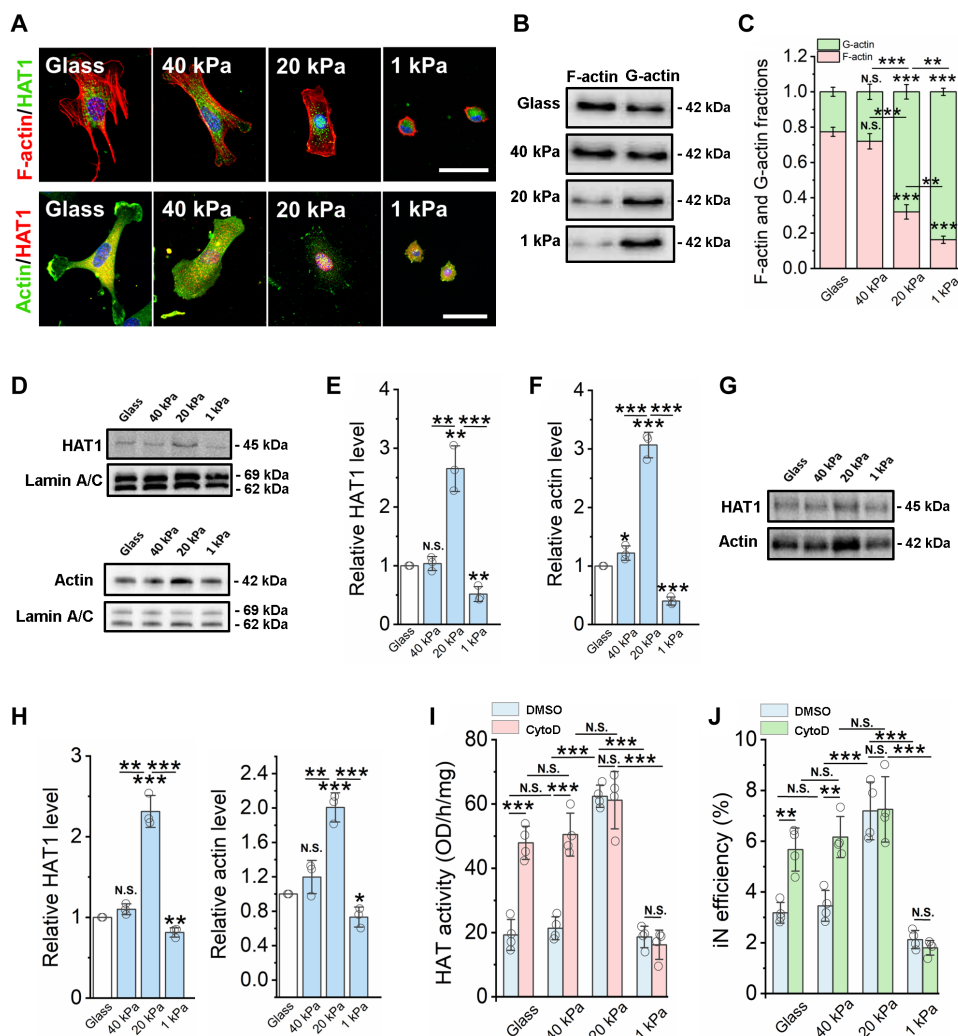 A
Glass
40 kPa
20 kPa
1 kPa
F-actin/HAT1
Glass
40 kPa
20 kPa
1 kPa
Actin/HAT1
B
F-actin G-actin
Glass - 42 kDa
40 kPa - 42 kDa
20 kPa - 42 kDa
1 kPa - 42 kDa
C
G-actin
F-actin
*** **
N.S. *** ***
***
N.S.
**
***
***
F-actin and G-actin fractions
1.2
1.0
0.8
0.6
0.4
0.2
0.0
Glass
40 kPa
20 kPa
1 kPa
D
Glass
40 kPa
20 kPa
1 kPa
HAT1 - 45 kDa
Lamin A/C - 69 kDa
- 62 kDa
Glass
40 kPa
20 kPa
1 kPa
Actin - 42 kDa
Lamin A/C - 69 kDa
- 62 kDa
E
Relative HAT1 level
4
3
2
1
0
** ***
**
N.S.
**
Glass
40 kPa
20 kPa
1 kPa
F
Relative actin level
4
3
2
1
0
*** ***
***
*
***
Glass
40 kPa
20 kPa
1 kPa
G
Glass
40 kPa
20 kPa
1 kPa
HAT1 - 45 kDa
Actin - 42 kDa
H
Relative HAT1 level
3
2
1
0
** ***
***
N.S.
**
Glass
40 kPa
20 kPa
1 kPa
Relative actin level
2.4
2.0
1.6
1.2
0.8
0.4
0.0
** ***
***
N.S.
*
Glass
40 kPa
20 kPa
1 kPa
I
DMSO
CytoD
HAT activity (OD/h/mg)
80
60
40
20
0
N.S.
***
***
N.S.
***
N.S.
N.S.
***
***
N.S.
Glass
40 kPa
20 kPa
1 kPa
J
DMSO
CytoD
iN efficiency (%)
10
8
6
4
2
0
N.S.
***
N.S.
***
***
N.S.
N.S.
**
**
N.S.
Glass
40 kPa
20 kPa
1 kPa